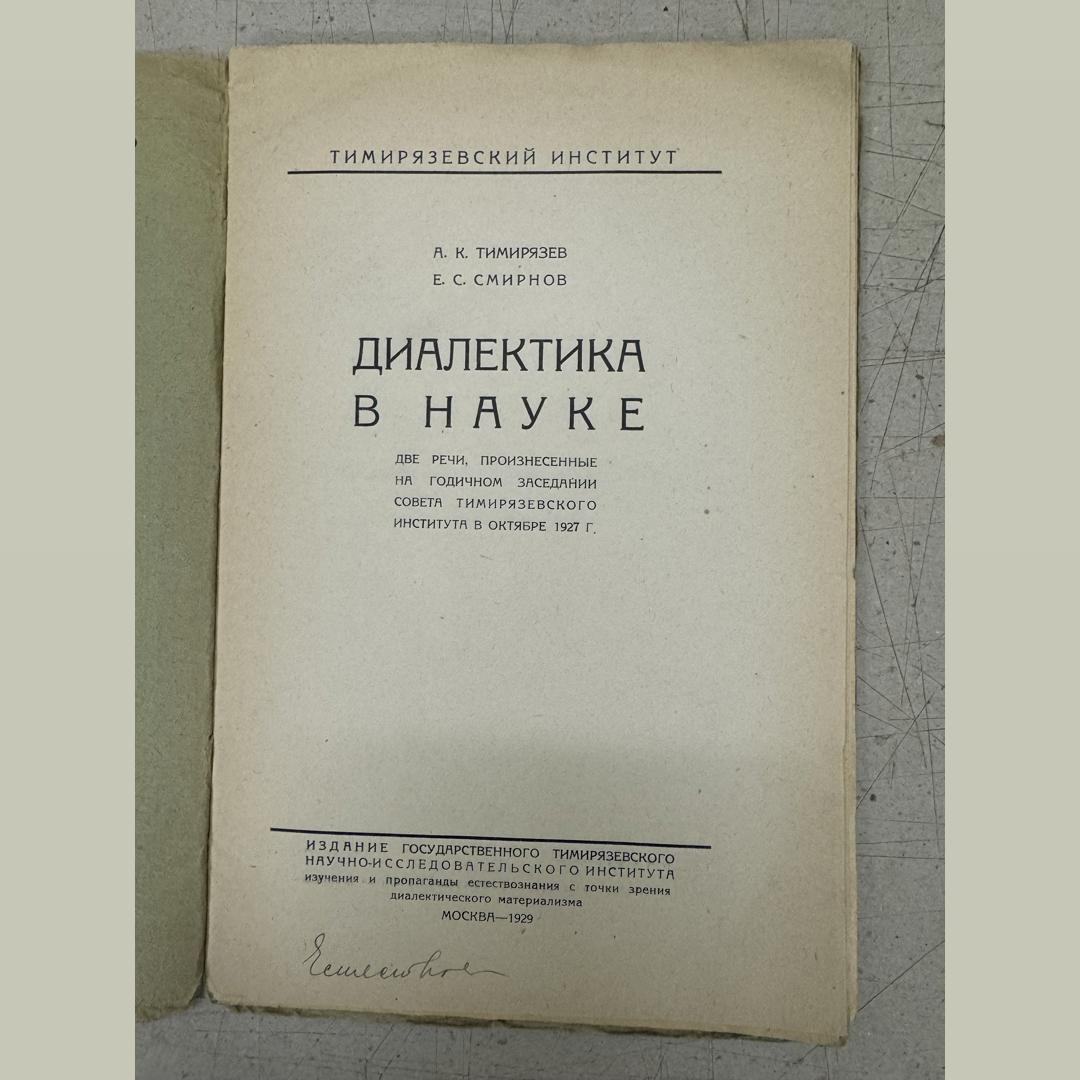 ТИМИРЯЗЕВСКИЙ ИНСТИТУТ
А. К. ТИМИРЯЗЕВ
Е. С. СМИРНОВ
ДИАЛЕКТИКА
В НАУКЕ
ДВЕ РЕЧИ, ПРОИЗНЕСЕННЫЕ
НА ГОДИЧНОМ ЗАСЕДАНИИ
СОВЕТА ТИМИРЯЗЕВСКОГО
ИНСТИТУТА В ОКТЯБРЕ 1927 Г.
ИЗДАНИЕ ГОСУДАРСТВЕННОГО ТИМИРЯЗЕВСКОГО
НАУЧНО-ИССЛЕДОВАТЕЛЬСКОГО ИНСТИТУТА
изучения и пропаганды естествознания с точки зрения
диалектического материализма
МОСКВА—1929